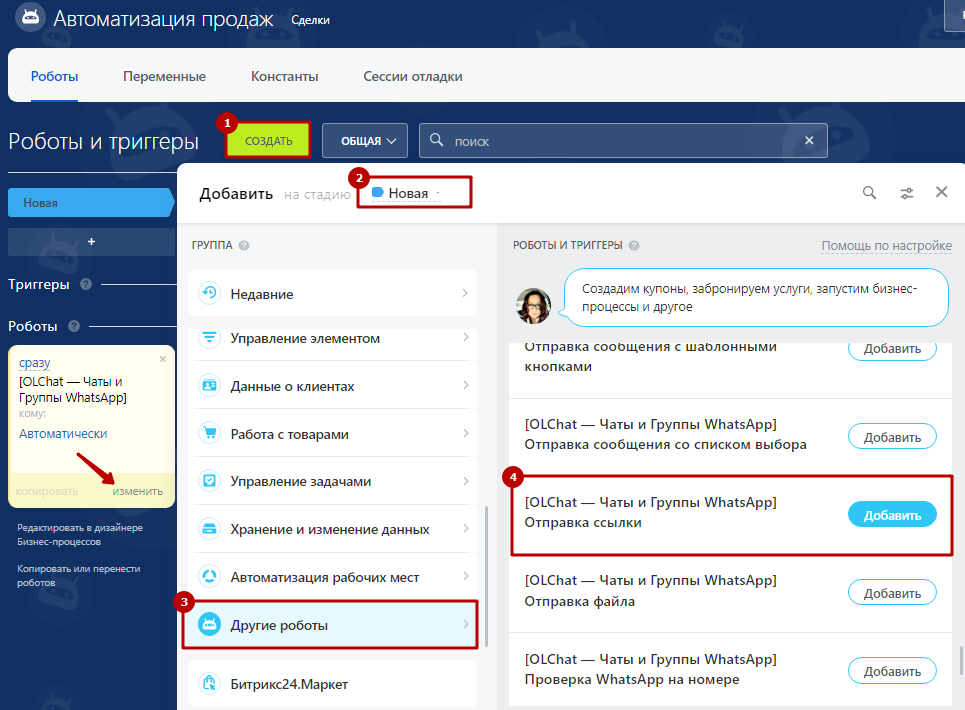 Автоматизация продаж Сделки
Роботы Переменные Константы Сессии отладки
Роботы и триггеры
1
СОЗДАТЬ
ОБЩАЯ
поиск
Новая
+
Триггеры ?
Роботы ?
сразу
[OLChat — Чаты и
Группы WhatsApp]
кому:
Автоматически
копировать изменить
Редактировать в дизайнере
Бизнес-процессов
Копировать или перенести
роботов
Добавить на стадию
2
Новая
ГРУППА ?
Недавние
Управление элементом
Данные о клиентах
Работа с товарами
Управление задачами
Хранение и изменение данных
Автоматизация рабочих мест
3
Другие роботы
Битрикс24.Маркет
РОБОТЫ И ТРИГГЕРЫ ? Помощь по настройке
Создадим купоны, забронируем услуги, запустим бизнес-
процессы и другое
Отправка сообщения с шаблонными
кнопками
Добавить
[OLChat — Чаты и Группы WhatsApp]
Отправка сообщения со списком выбора
Добавить
4
[OLChat — Чаты и Группы WhatsApp]
Отправка ссылки
Добавить
[OLChat — Чаты и Группы WhatsApp]
Отправка файла
Добавить
[OLChat — Чаты и Группы WhatsApp]
Проверка WhatsApp на номере
Добавить